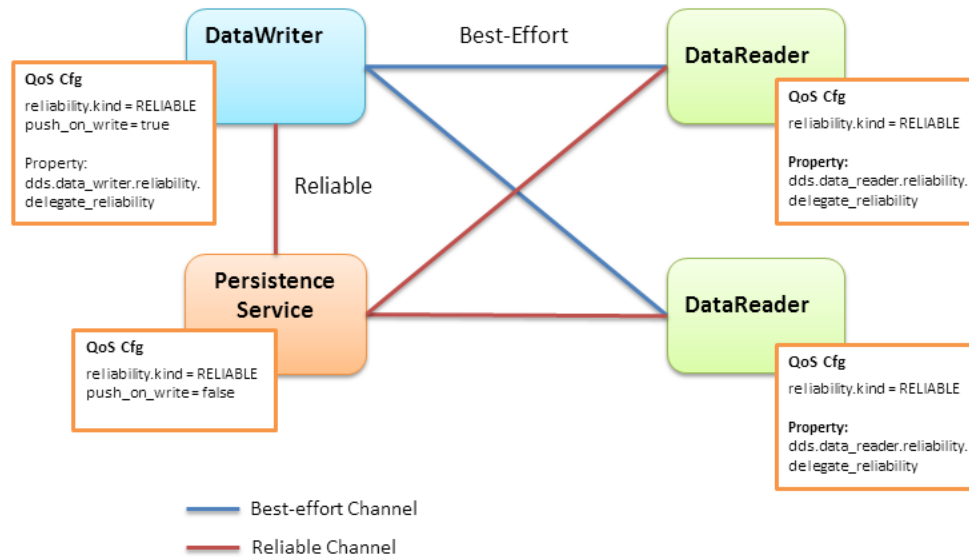 DataWriter
Best-Effort
DataReader
QoS Cfg
reliability.kind = RELIABLE
push_on_write = true
Property:
dds.data_writer.reliability.
delegate_reliability
QoS Cfg
reliability.kind = RELIABLE
Property:
dds.data_reader.reliability.
delegate_reliability
Reliable
Persistence
Service
DataReader
QoS Cfg
reliability.kind = RELIABLE
push_on_write = false
QoS Cfg
reliability.kind = RELIABLE
Property:
dds.data_reader.reliability.
delegate_reliability
Best-effort Channel
Reliable Channel